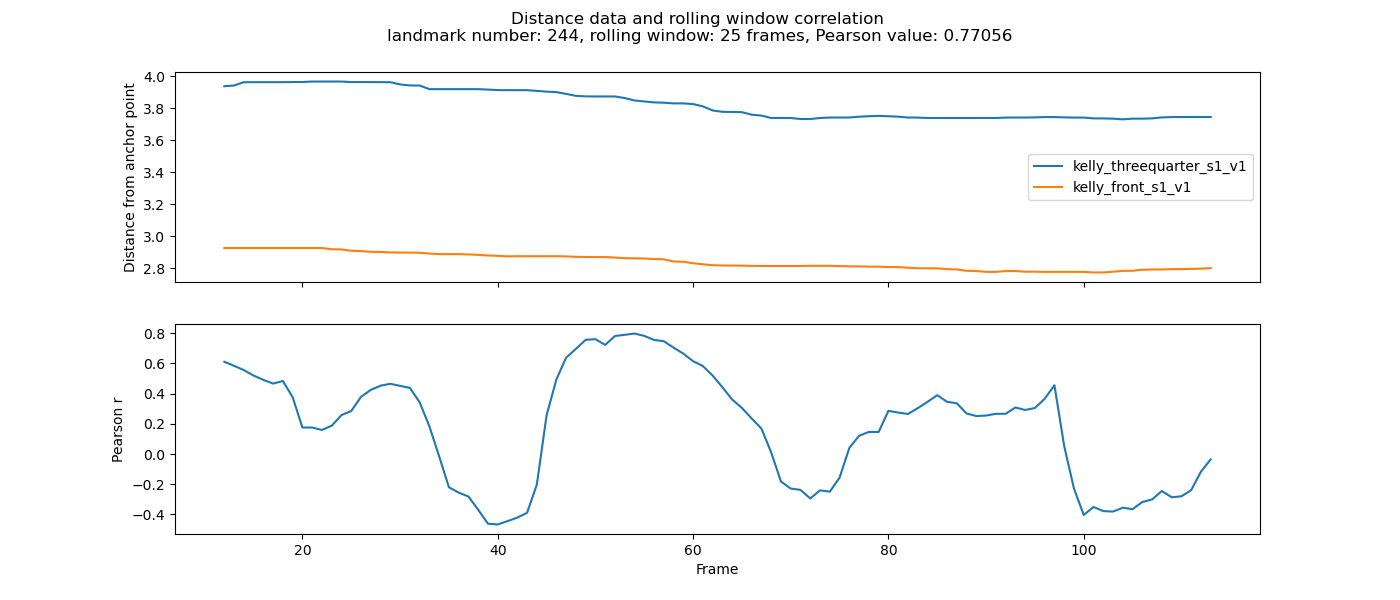 Distance data and rolling window correlation
landmark number: 244, rolling window: 25 frames, Pearson value: 0.77056
4.0
3.8
3.6
3.4
3.2
3.0
2.8
Distance from anchor point
kelly_threequarter_s1_v1
kelly_front_s1_v1
0.8
0.6
0.4
0.2
0.0
−0.2
−0.4
Pearson r
20 40 60 80 100
Frame